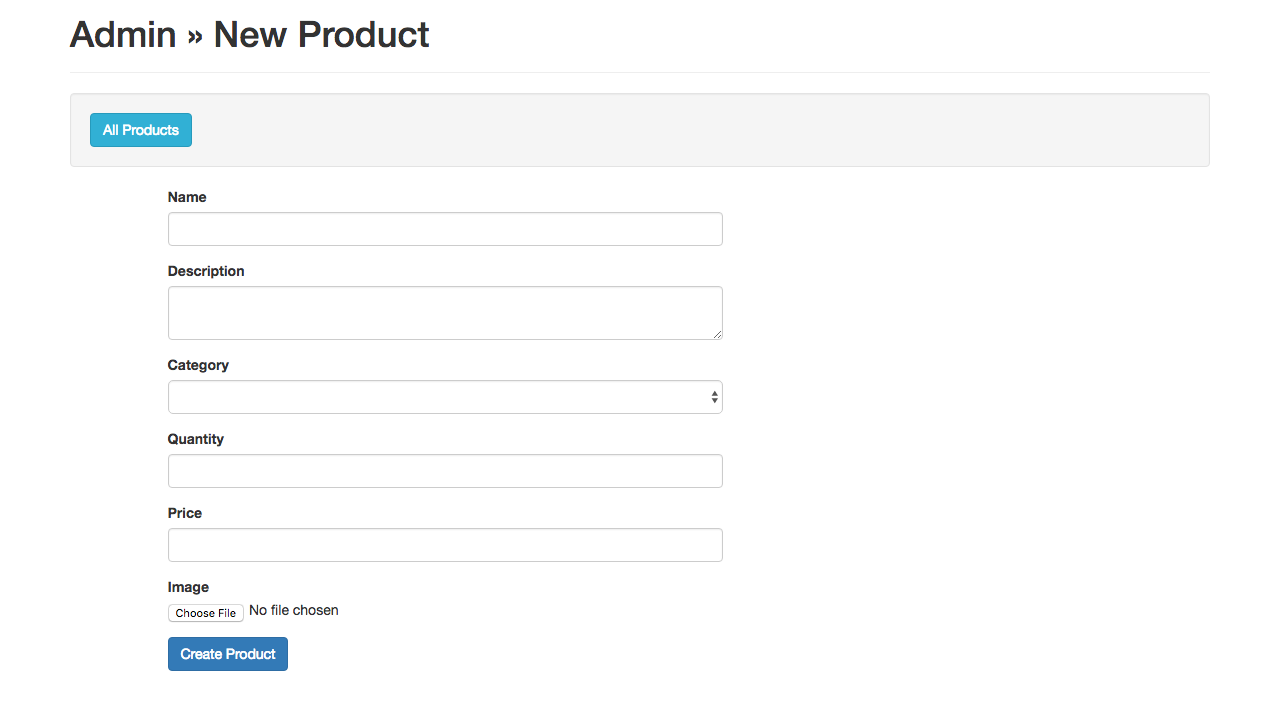 Admin » New Product
All Products
Name
Description
Category
Quantity
Price
Image
Choose File No file chosen
Create Product